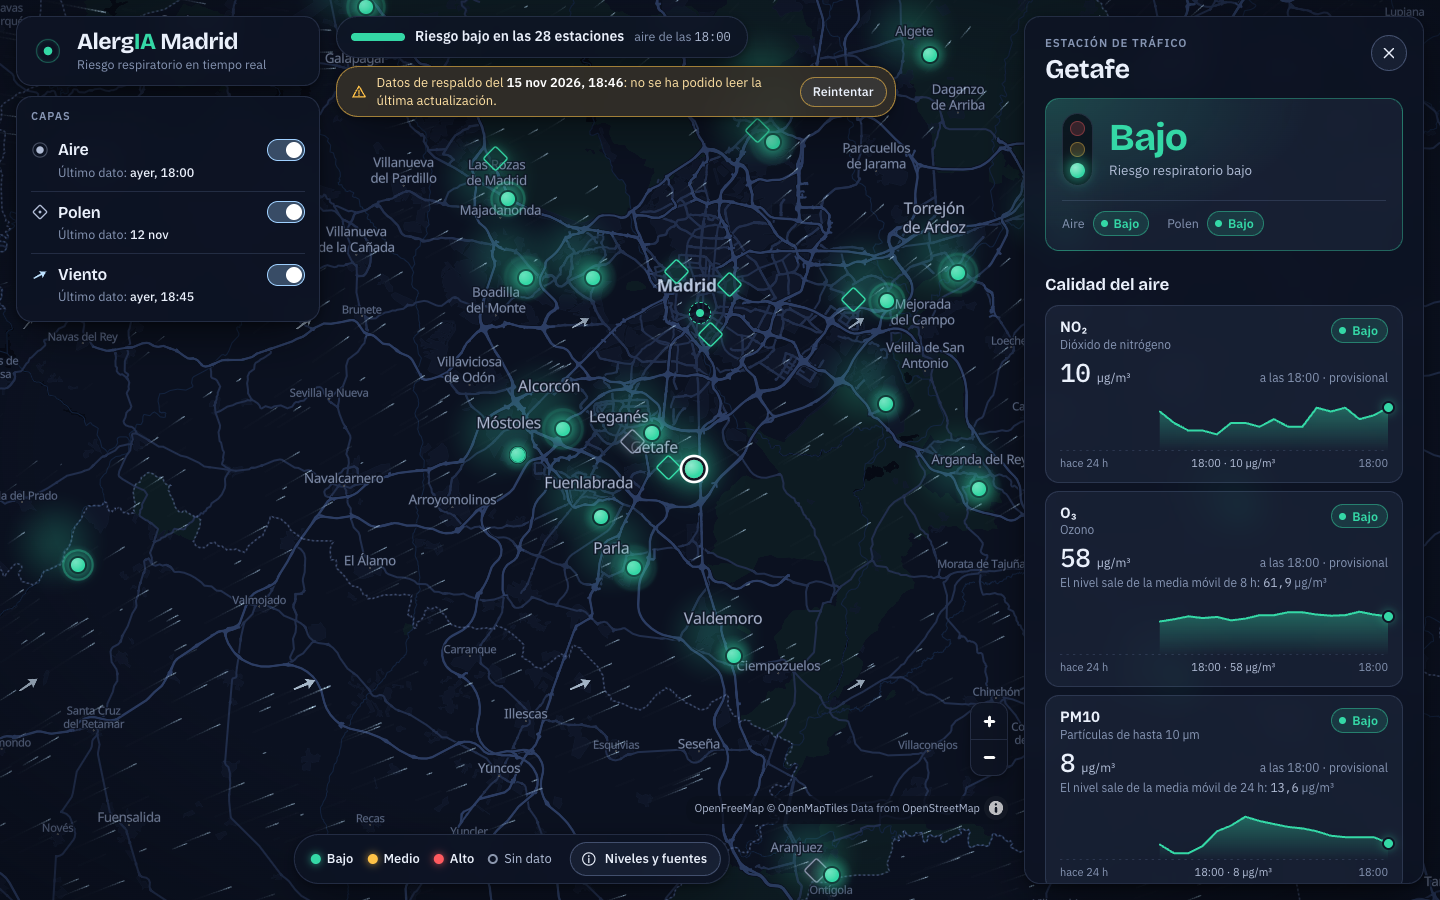 AlergIA Madrid
Riesgo respiratorio en tiempo real
CAPAS
Aire
Último dato: ayer, 18:00
Polen
Último dato: 12 nov
Viento
Último dato: ayer, 18:45
Riesgo bajo en las 28 estaciones aire de las 18:00
Datos de respaldo del 15 nov 2026, 18:46: no se ha podido leer la
última actualización.
Reintentar
Galapagar
Algete
Lupiana
Daganzo
de Arriba
Villanueva
del Pardillo
Las Rozas
de Madrid
Majadahonda
Paracuellos
de Jarama
Torrejón
de Ardoz
Villanueva
de la Cañada
Madrid
Boadilla
del Monte
Brunete
Mejorada
del Campo
Navas del Rey
Velilla de San
Antonio
Villaviciosa
de Odón
Alcorcón
Sevilla la Nueva
Móstoles
Leganés
Getafe
Arganda del Rey
Navalcarnero
Fuenlabrada
Arroyomolinos
Parla
El Álamo
Morata de Tajuña
Valmojado
Valdemoro
Carranque
Ciempozuelos
Chinchón
Santa Cruz
del Retamar
Illescas
Esquivias
Seseña
Villaconejos
Yuncos
Fuensalida
Novés
Recas
Yuncler
Aranjuez
Ontígola
+
−
OpenFreeMap © OpenMapTiles Data from OpenStreetMap
Bajo
Medio
Alto
Sin dato
Niveles y fuentes
ESTACIÓN DE TRÁFICO
Getafe
Bajo
Riesgo respiratorio bajo
Aire Bajo Polen Bajo
Calidad del aire
NO₂ Bajo
Dióxido de nitrógeno
10 µg/m³ a las 18:00 · provisional
hace 24 h 18:00 · 10 µg/m³ 18:00
O₃ Bajo
Ozono
58 µg/m³ a las 18:00 · provisional
El nivel sale de la media móvil de 8 h: 61,9 µg/m³
hace 24 h 18:00 · 58 µg/m³ 18:00
PM10 Bajo
Partículas de hasta 10 µm
8 µg/m³ a las 18:00 · provisional
El nivel sale de la media móvil de 24 h: 13,6 µg/m³
hace 24 h 18:00 · 8 µg/m³ 18:00